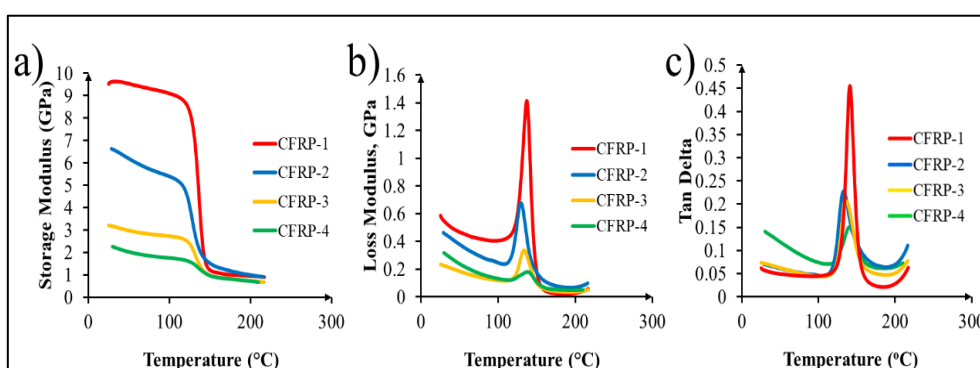 a)
Storage Modulus (GPa)
10
9
8
7
6
5
4
3
2
1
0
0
100
200
300
Temperature (°C)
CFRP-1
CFRP-2
CFRP-3
CFRP-4
b)
Loss Modulus, GPa
1.6
1.4
1.2
1
0.8
0.6
0.4
0.2
0
0
100
200
300
Temperature (°C)
CFRP-1
CFRP-2
CFRP-3
CFRP-4
c)
Tan Delta
0.5
0.45
0.4
0.35
0.3
0.25
0.2
0.15
0.1
0.05
0
0
100
200
300
Temperature (⁰C)
CFRP-1
CFRP-2
CFRP-3
CFRP-4